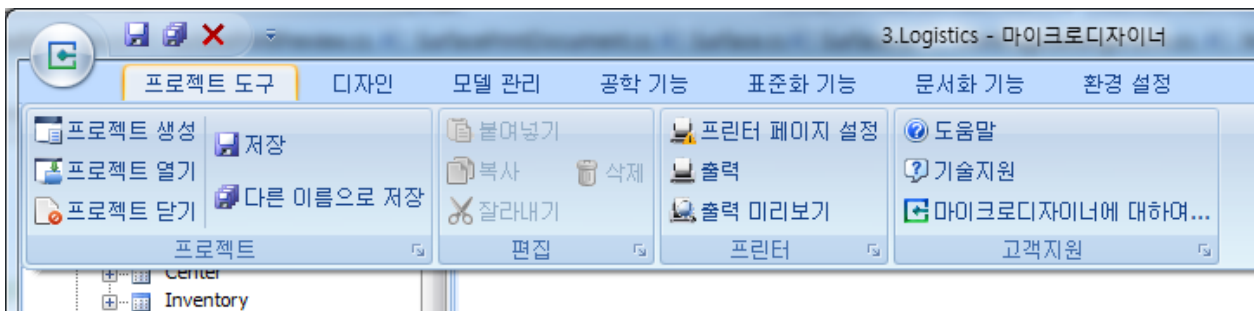 3.Logistics - 마이크로디자이너
프로젝트 도구 디자인 모델 관리 공학 기능 표준화 기능 문서화 기능 환경 설정
프로젝트 생성
프로젝트 열기
프로젝트 닫기
저장
다른 이름으로 저장
프로젝트
붙여넣기
복사
잘라내기
삭제
편집
프린터 페이지 설정
출력
출력 미리보기
프린터
도움말
기술지원
마이크로디자이너에 대하여...
고객지원
Center
Inventory